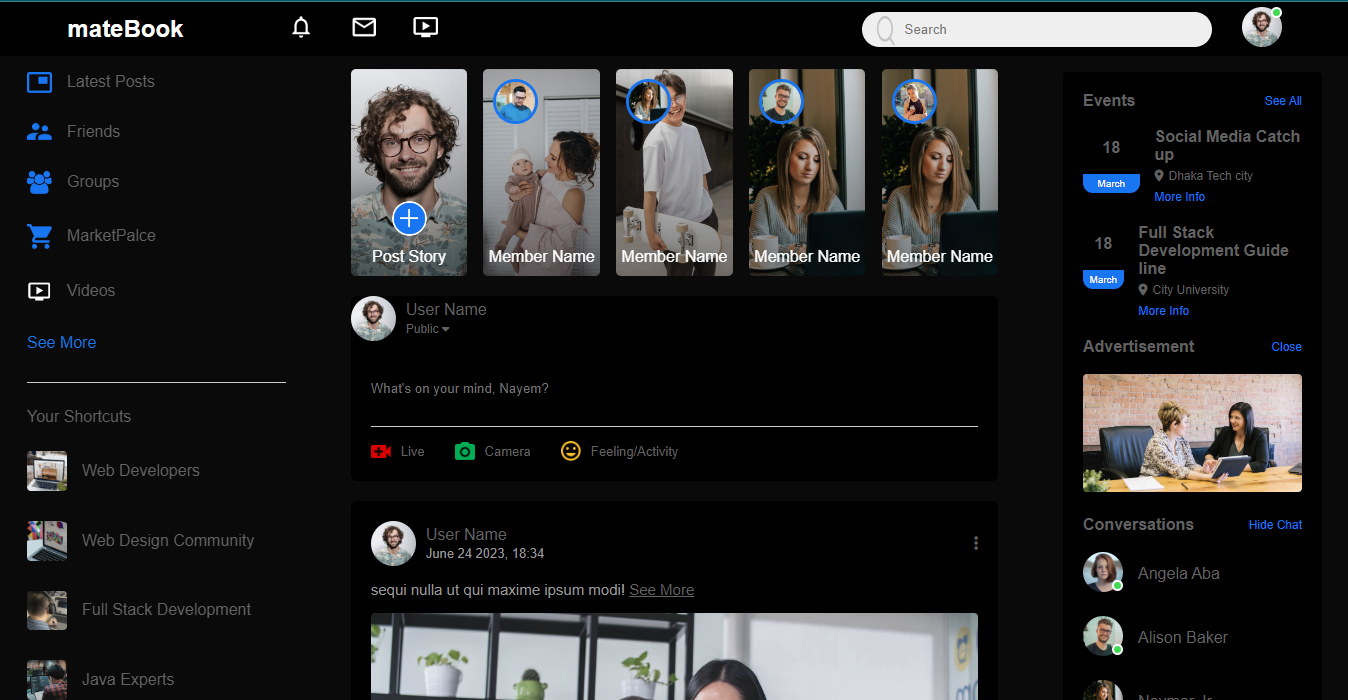 mateBook
Search
Latest Posts
Friends
Groups
MarketPalce
Videos
See More
Your Shortcuts
Web Developers
Web Design Community
Full Stack Development
Java Experts
Post Story
Member Name
Member Name
Member Name
Member Name
User Name
Public
What's on your mind, Nayem?
Live
Camera
Feeling/Activity
User Name
June 24 2023, 18:34
sequi nulla ut qui maxime ipsum modi! See More
Events
See All
18
March
Social Media Catch
up
Dhaka Tech city
More Info
18
March
Full Stack
Development Guide
line
City University
More Info
Advertisement
Close
Conversations
Hide Chat
Angela Aba
Alison Baker
Neymar Jr